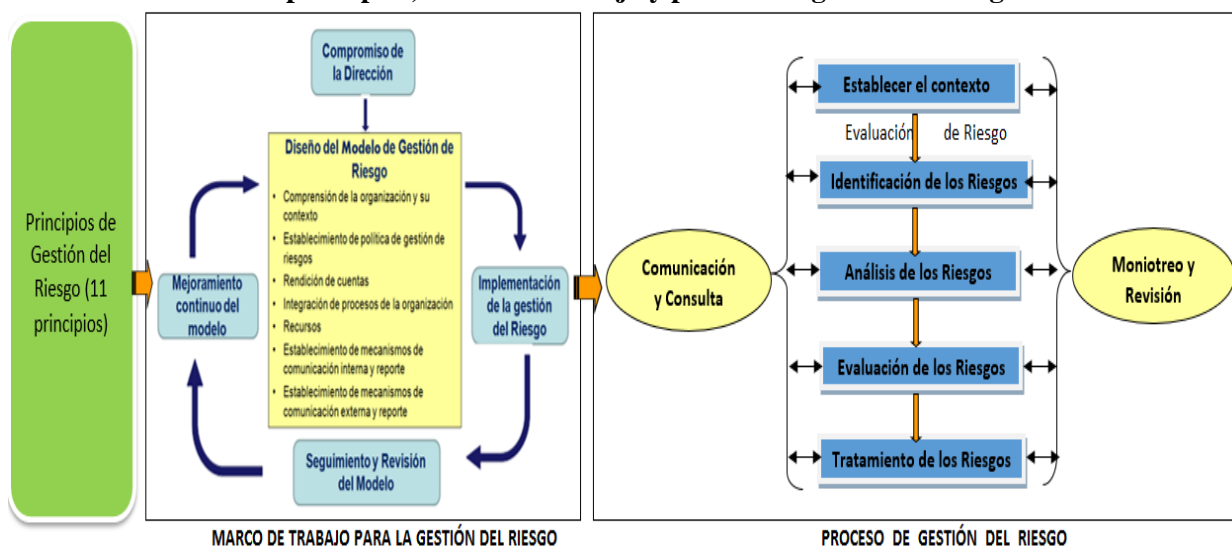 Principios de
Gestión del
Riesgo (11
principios)
Compromiso de
la Dirección
Diseño del Modelo de Gestión de
Riesgo
• Comprensión de la organización y su
contexto
• Establecimiento de política de gestión de
riesgos
• Rendición de cuentas
• Integración de procesos de la organización
• Recursos
• Establecimiento de mecanismos de
comunicación interna y reporte
• Establecimiento de mecanismos de
comunicación externa y reporte
Mejoramiento
continuo del
modelo
Implementación
de la gestión
del Riesgo
Seguimiento y Revisión
del Modelo
MARCO DE TRABAJO PARA LA GESTIÓN DEL RIESGO
Comunicación
y Consulta
Establecer el contexto
Evaluación de Riesgo
Identificación de los Riesgos
Análisis de los Riesgos
Evaluación de los Riesgos
Tratamiento de los Riesgos
Moniotreo y
Revisión
PROCESO DE GESTIÓN DEL RIESGO